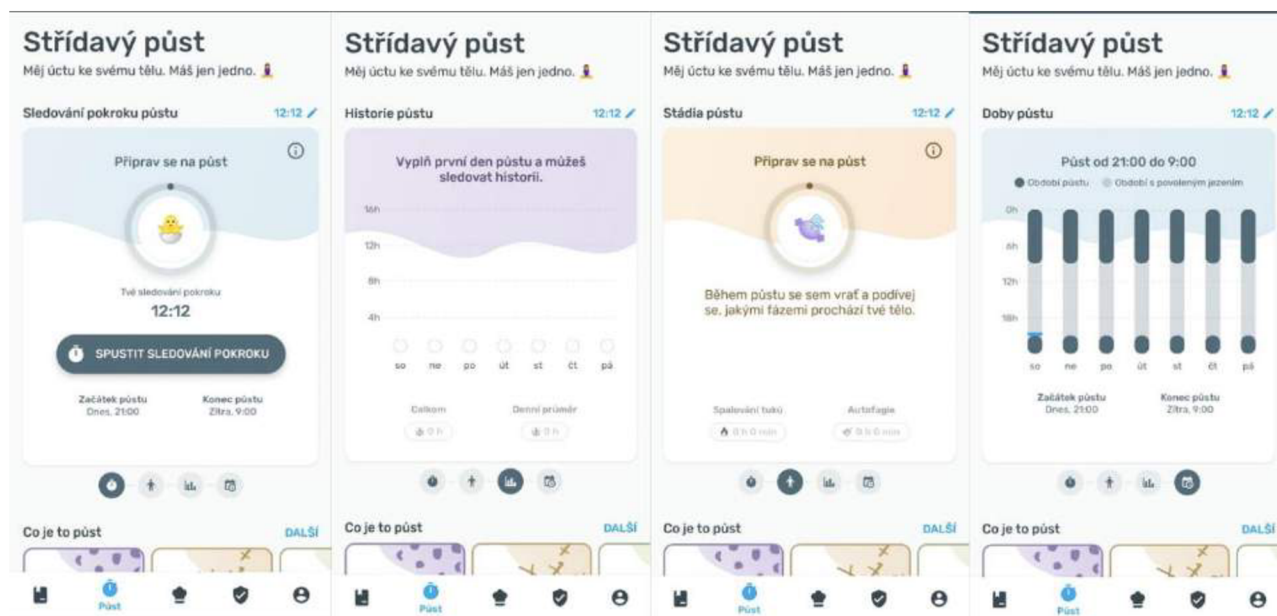 Střídavý půst
Měj úctu ke svému tělu. Máš jen jedno.
Sledování pokroku půstu 12:12
Připrav se na půst
Tvé sledování pokroku
12:12
SPUSTIT SLEDOVÁNÍ POKROKU
Začátek půstu
Dnes, 21:00
Konec půstu
Zítra, 9:00
Co je to půst DALŠÍ
Půst
Střídavý půst
Měj úctu ke svému tělu. Máš jen jedno.
Historie půstu 12:12
Vyplň první den půstu a můžeš
sledovat historii.
16h
12h
8h
4h
so ne po út st čt pá
Celkom
0 h
Denní průměr
0 h
Co je to půst DALŠÍ
Půst
Střídavý půst
Měj úctu ke svému tělu. Máš jen jedno.
Stádia půstu 12:12
Připrav se na půst
Během půstu se sem vrať a podívej
se, jakými fázemi prochází tvé tělo.
Spalování tuků
0 h 0 min
Autofagie
0 h 0 min
Co je to půst DALŠÍ
Půst
Střídavý půst
Měj úctu ke svému tělu. Máš jen jedno.
Doby půstu 12:12
Půst od 21:00 do 9:00
Období půstu Období s povoleným jezením
0h
6h
12h
18h
so ne po út st čt pá
Začátek půstu
Dnes, 21:00
Konec půstu
Zítra, 9:00
Co je to půst DALŠÍ
Půst